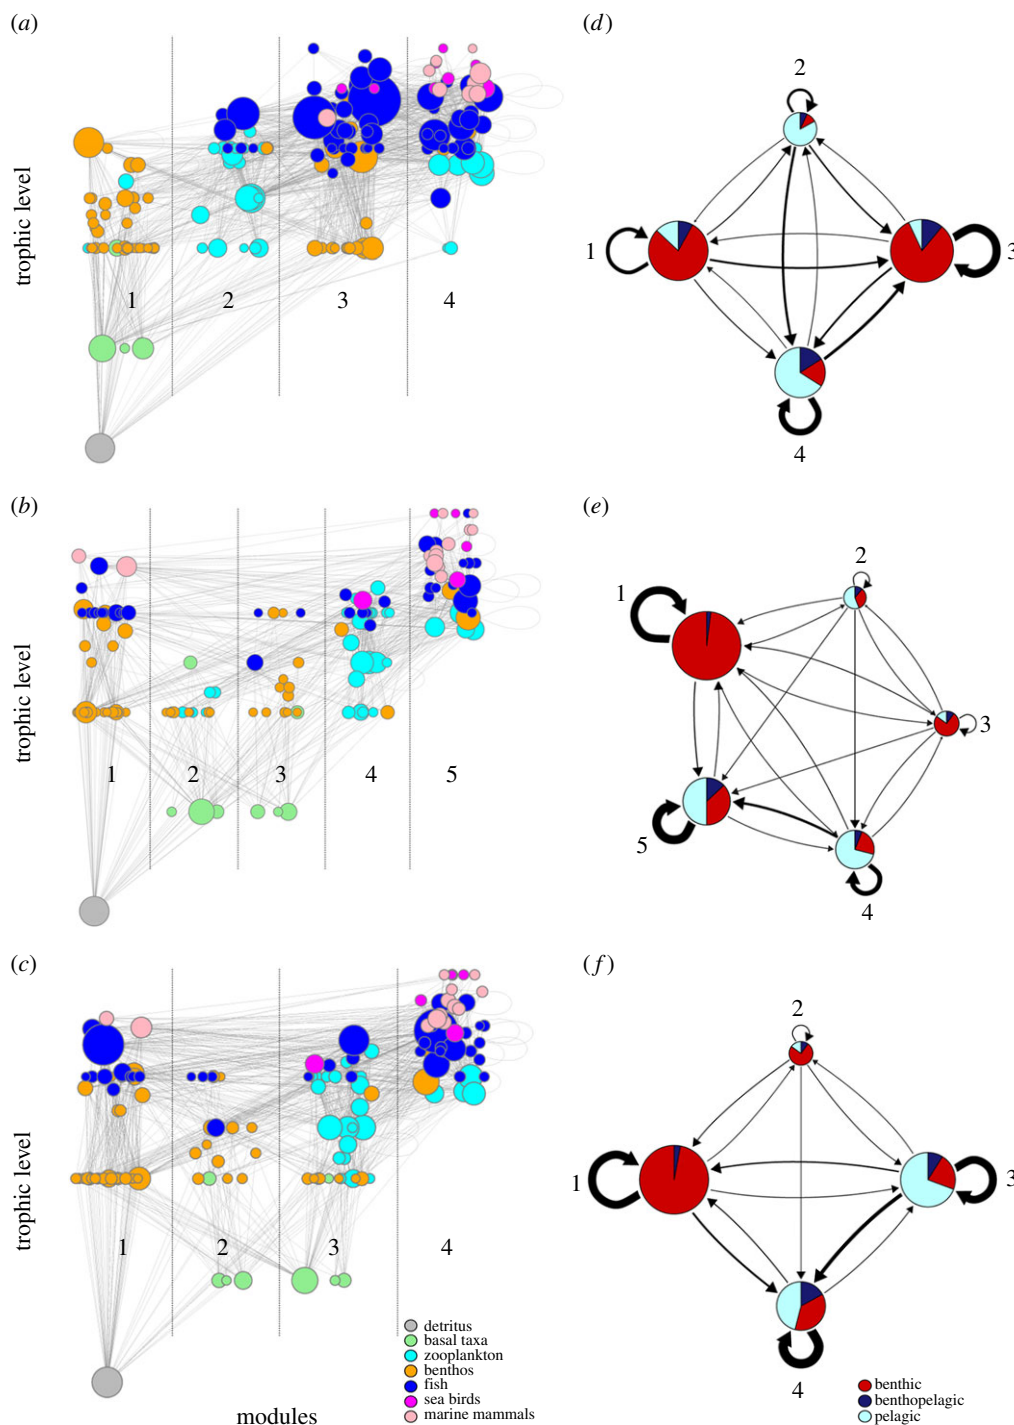 (a)
(d)
trophic level
1
2
3
4
2
1
3
4
(b)
(e)
trophic level
1
2
3
4
5
2
1
3
5
4
(c)
(f)
trophic level
1
2
3
4
2
1
3
4
detritus
basal taxa
zooplankton
benthos
fish
sea birds
marine mammals
benthic
benthopelagic
pelagic
modules